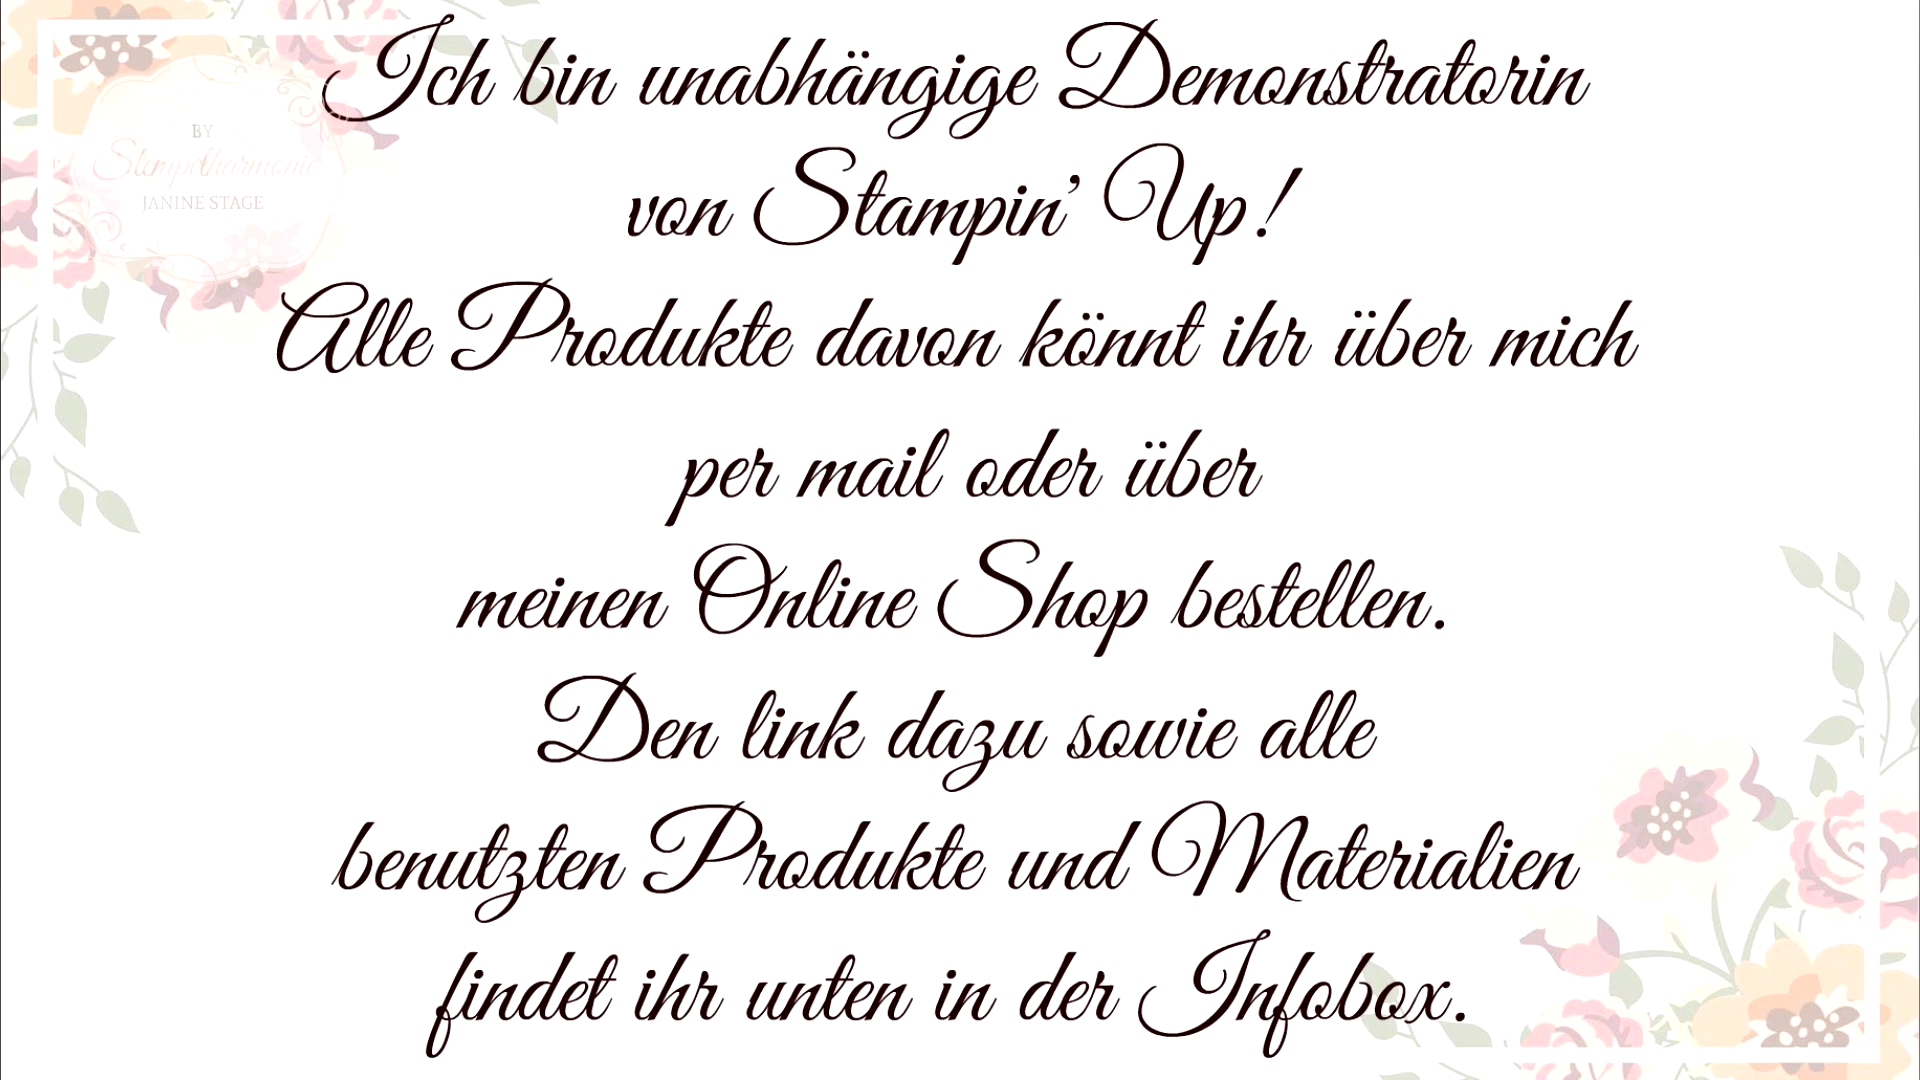 BY
Stempelharmonie
JANINE STAGE
Ich bin unabhängige Demonstratorin
von Stampin' Up!
Alle Produkte davon könnt ihr über mich
per mail oder über
meinen Online Shop bestellen.
Den link dazu sowie alle
benutzten Produkte und Materialien
findet ihr unten in der Infobox.